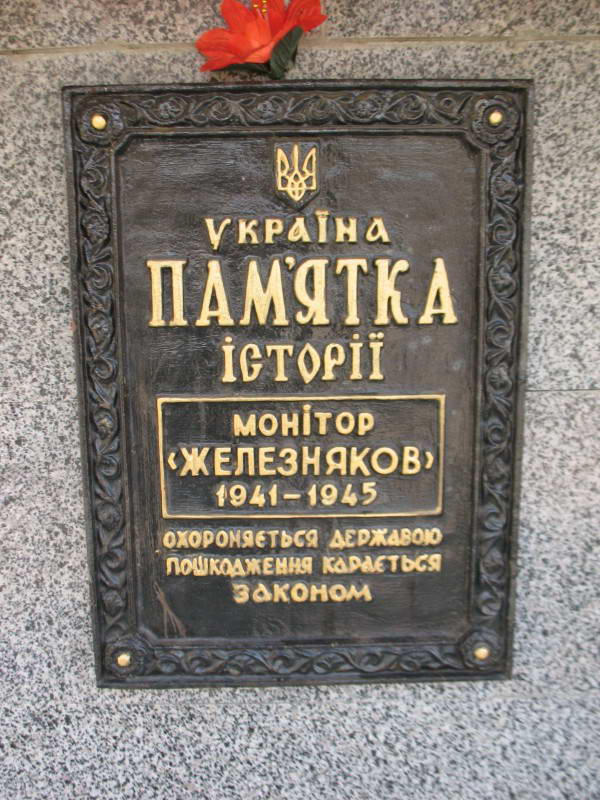 УКРАЇНА
ПАМ'ЯТКА
ІСТОРІЇ
МОНІТОР
‹ЖЕЛЕЗНЯКОВ›
1941–1945
ОХОРОНЯЄТЬСЯ ДЕРЖАВОЮ
ПОШКОДЖЕННЯ КАРАЄТЬСЯ
ЗАКОНОМ